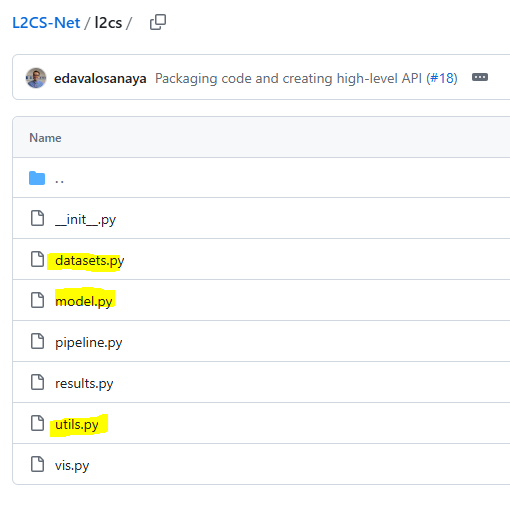 L2CS-Net / l2cs /
edavalosanaya Packaging code and creating high-level API (#18)
Name
..
__init__.py
datasets.py
model.py
pipeline.py
results.py
utils.py
vis.py